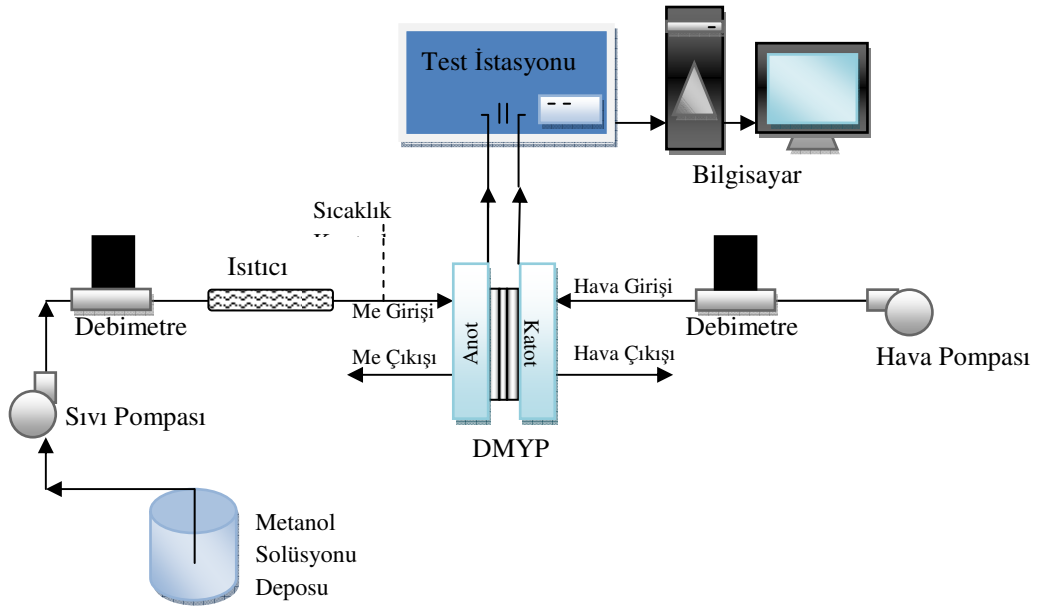 Test İstasyonu
Bilgisayar
Sıcaklık
Isıtıcı
Me Girişi
Hava Girişi
Debimetre
Debimetre
Anot
Katot
Me Çıkışı
Hava Çıkışı
Hava Pompası
Sıvı Pompası
DMYP
Metanol
Solüsyonu
Deposu